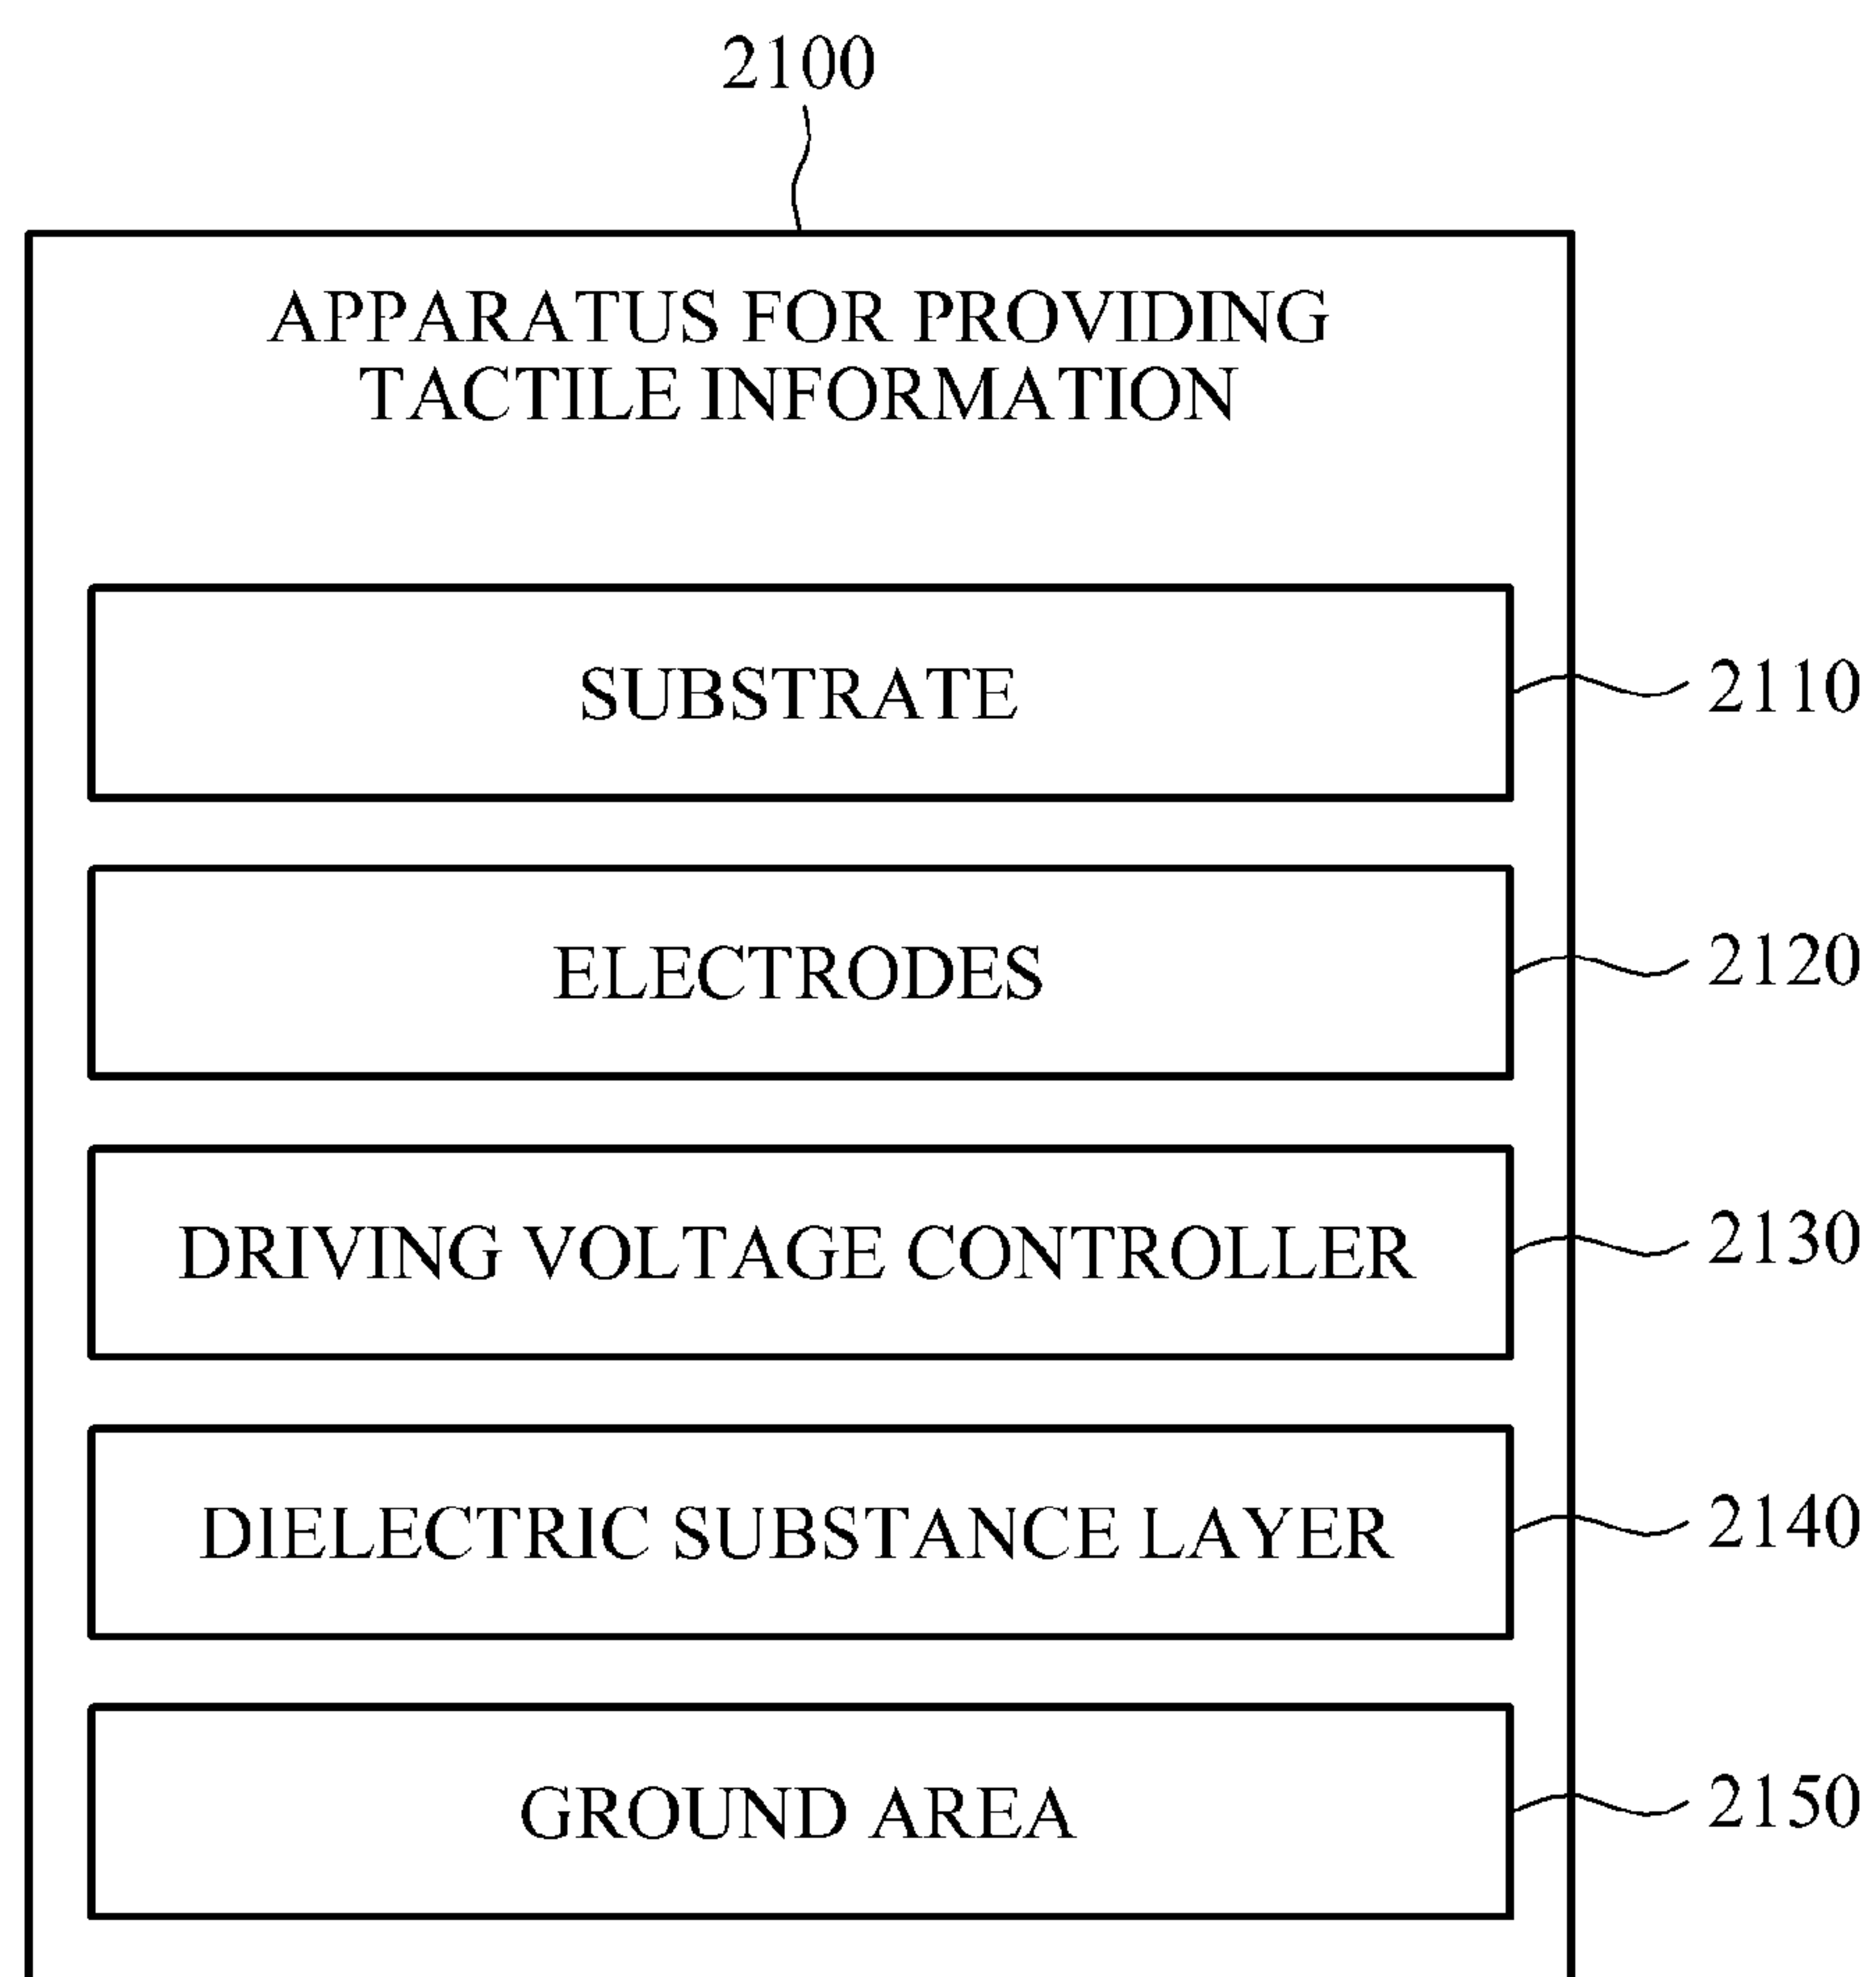 2100
APPARATUS FOR PROVIDING
TACTILE INFORMATION
SUBSTRATE
2110
ELECTRODES
2120
DRIVING VOLTAGE CONTROLLER
2130
DIELECTRIC SUBSTANCE LAYER
2140
GROUND AREA
2150